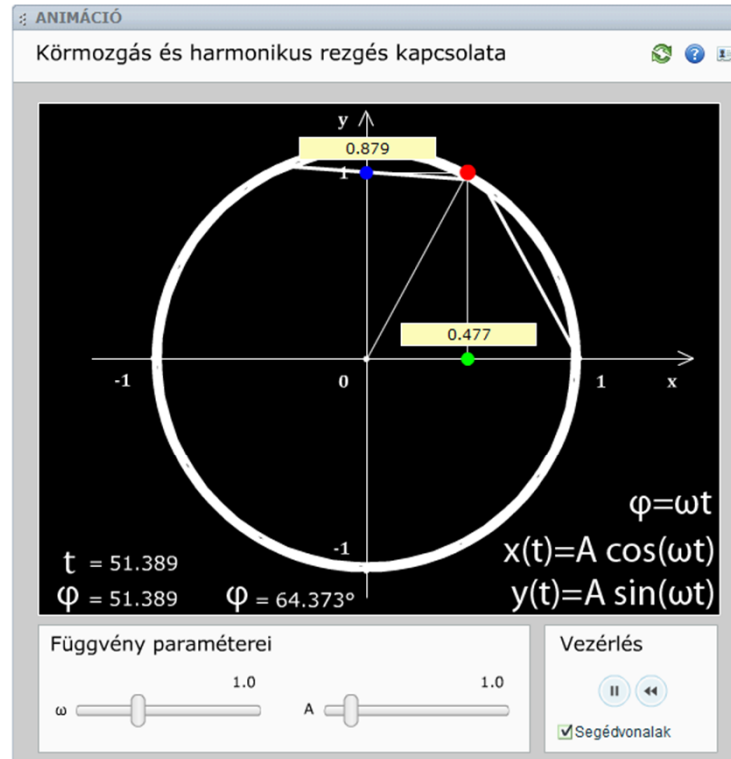 ANIMÁCIÓ
Körmozgás és harmonikus rezgés kapcsolata
y
0.879
1
0.477
-1
0
1
x
-1
φ=ωt
x(t)=A cos(ωt)
y(t)=A sin(ωt)
t = 51.389
φ = 51.389
φ = 64.373°
Függvény paraméterei
ω
1.0
A
1.0
Vezérlés
Segédvonalak